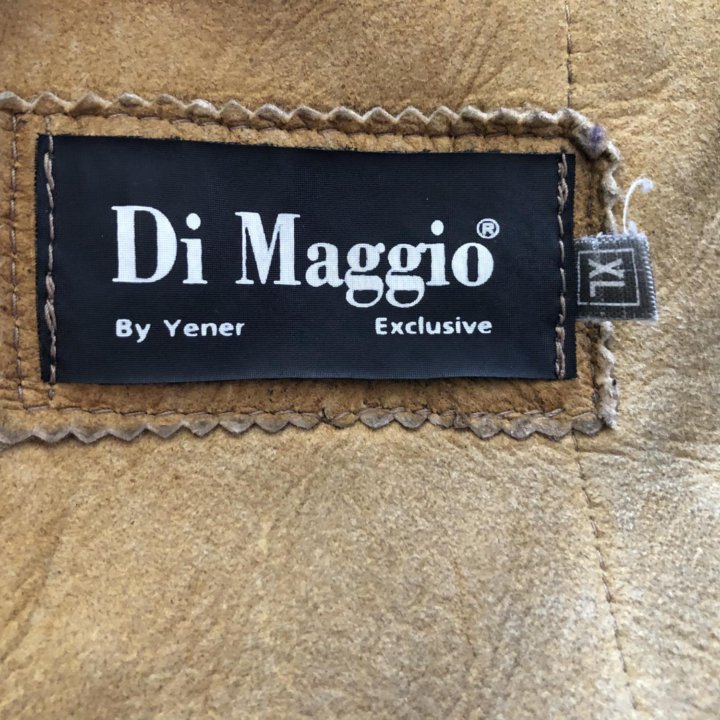 Di Maggio®
By Yener Exclusive
XL